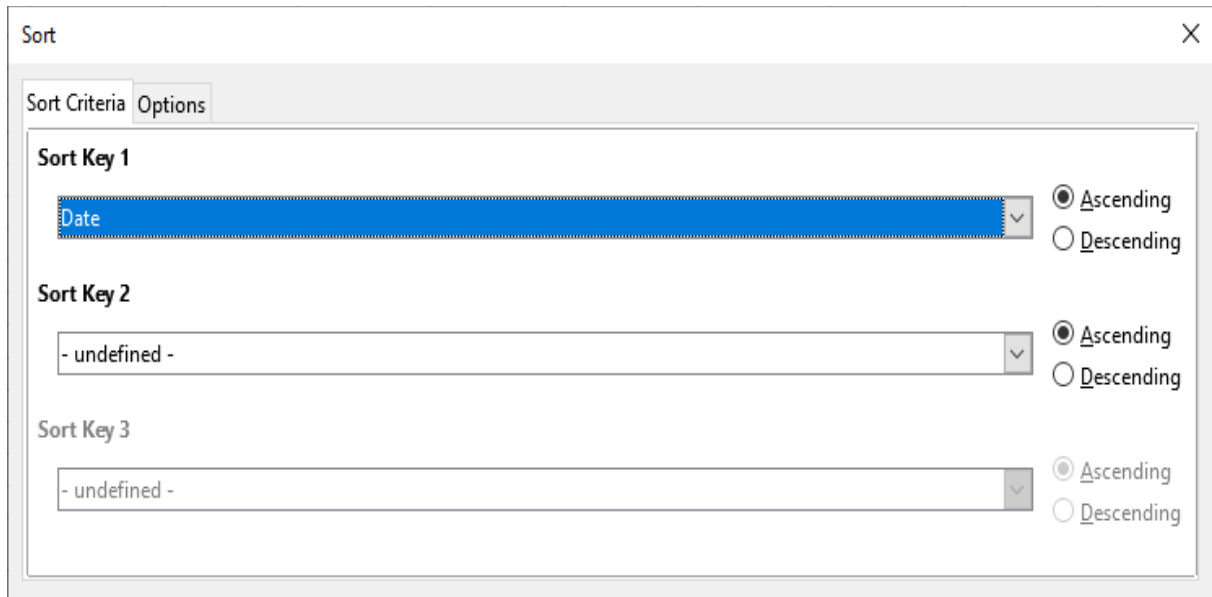 Sort
Sort Criteria Options
Sort Key 1
Date
Ascending
Descending
Sort Key 2
- undefined -
Ascending
Descending
Sort Key 3
- undefined -
Ascending
Descending